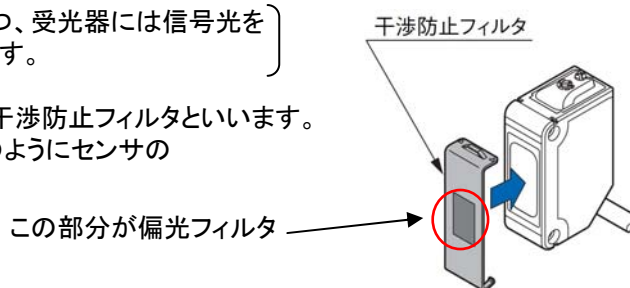 つ、受光器には信号光を
す。
干渉防止フィルタ
干渉防止フィルタといいます。
のようにセンサの
この部分が偏光フィルタ